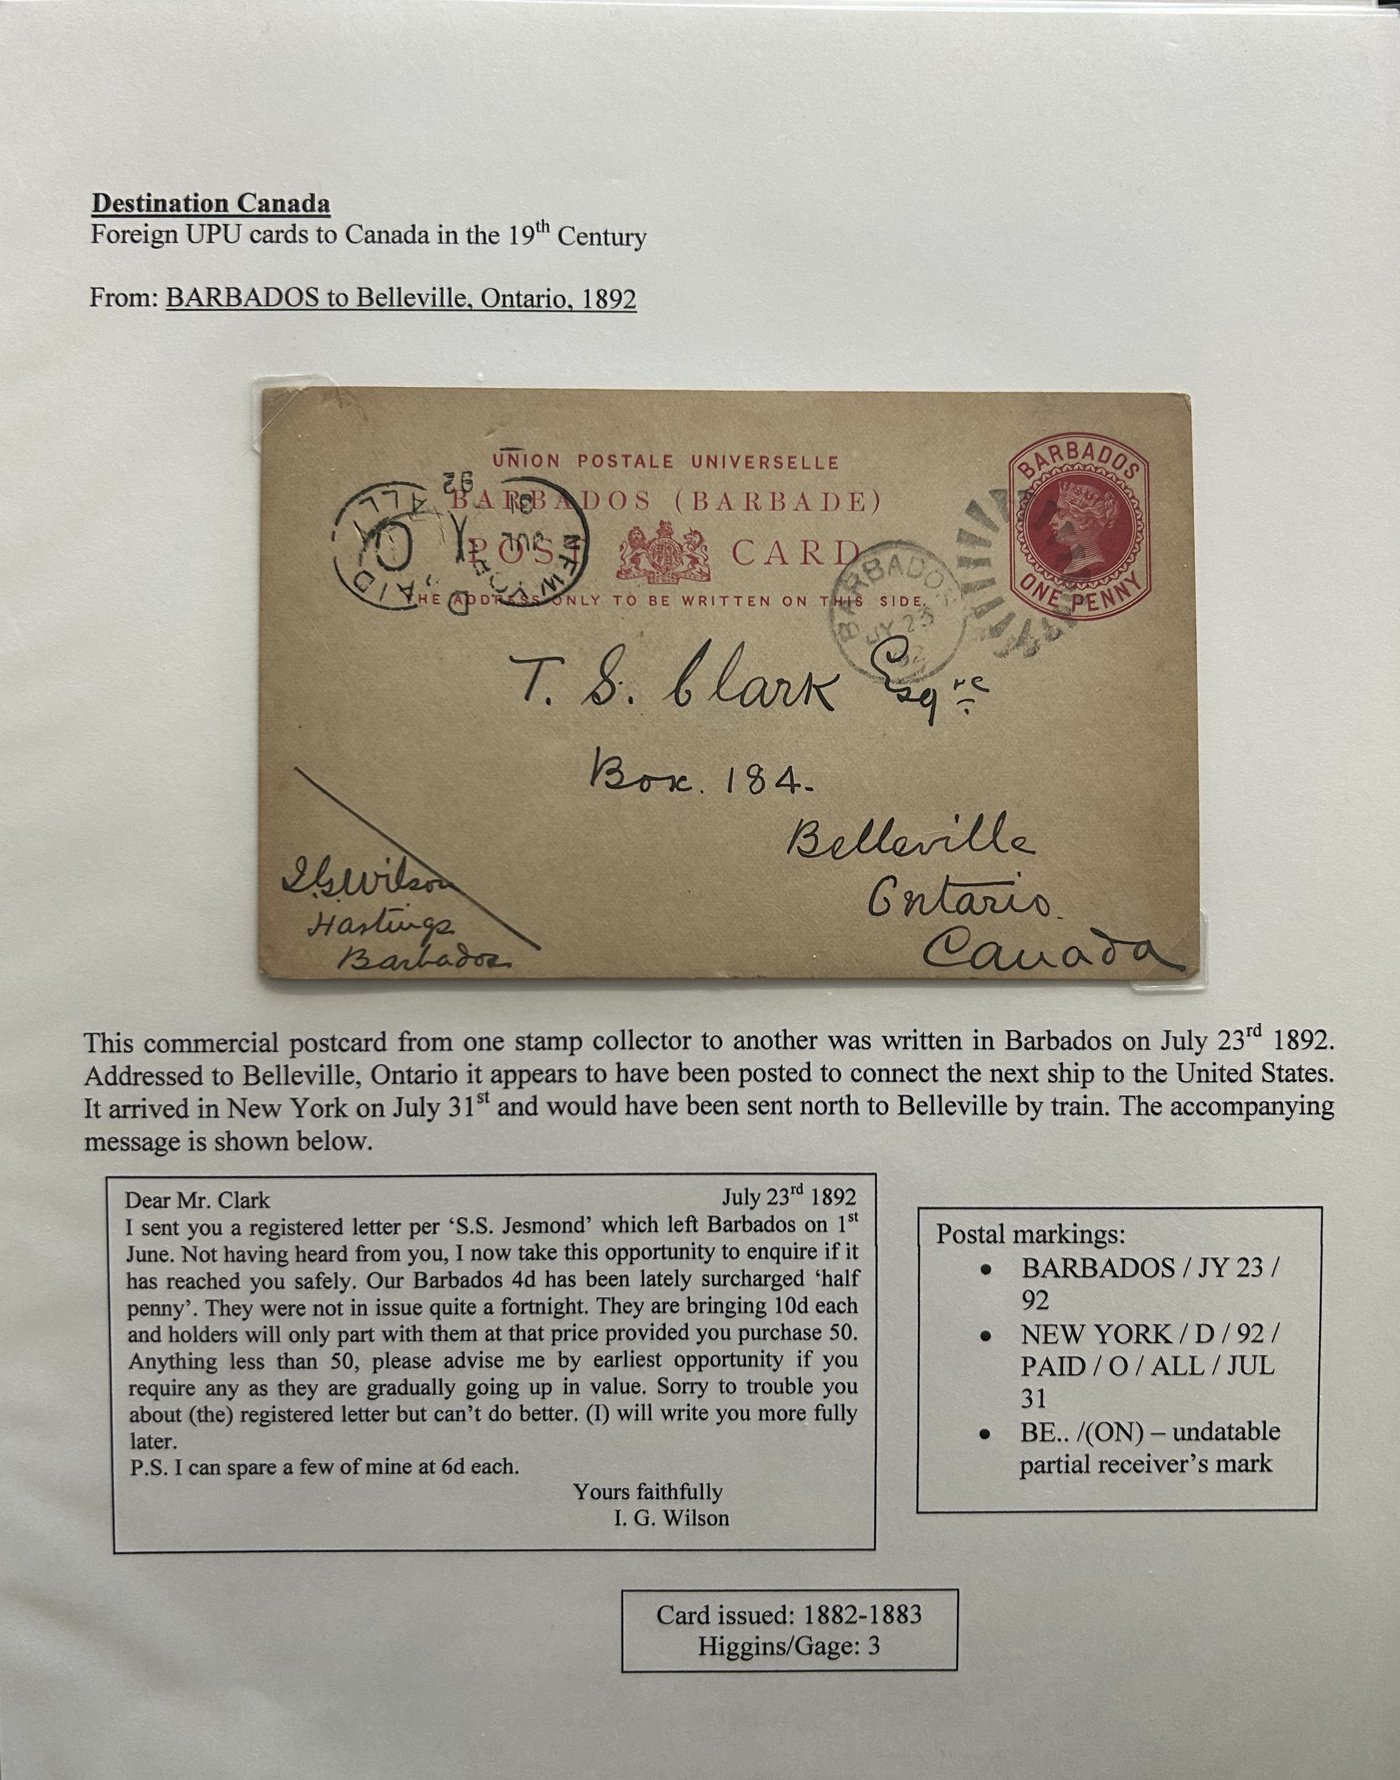 Destination Canada
Foreign UPU cards to Canada in the 19th Century
From: BARBADOS to Belleville, Ontario, 1892
UNION POSTALE UNIVERSELLE
BARBADOS (BARBADE)
POST CARD
THE ADDRESS ONLY TO BE WRITTEN ON THIS SIDE.
BARBADOS
ONE PENNY
NEW YORK
D
92
PAID
ALL
JUL
31
BARBADOS
JY 23
92
T. S. Clark Esqre
Box. 184.
Belleville
Ontario.
Canada
I.G. Wilson
Hastings
Barbados
This commercial postcard from one stamp collector to another was written in Barbados on July 23rd 1892.
Addressed to Belleville, Ontario it appears to have been posted to connect the next ship to the United States.
It arrived in New York on July 31st and would have been sent north to Belleville by train. The accompanying
message is shown below.
Dear Mr. Clark July 23rd 1892
I sent you a registered letter per ‘S.S. Jesmond’ which left Barbados on 1st
June. Not having heard from you, I now take this opportunity to enquire if it
has reached you safely. Our Barbados 4d has been lately surcharged ‘half
penny’. They were not in issue quite a fortnight. They are bringing 10d each
and holders will only part with them at that price provided you purchase 50.
Anything less than 50, please advise me by earliest opportunity if you
require any as they are gradually going up in value. Sorry to trouble you
about (the) registered letter but can’t do better. (I) will write you more fully
later.
P.S. I can spare a few of mine at 6d each.
Yours faithfully
I. G. Wilson
Postal markings:
• BARBADOS / JY 23 /
92
• NEW YORK / D / 92 /
PAID / O / ALL / JUL
31
• BE.. /(ON) – undatable
partial receiver’s mark
Card issued: 1882-1883
Higgins/Gage: 3